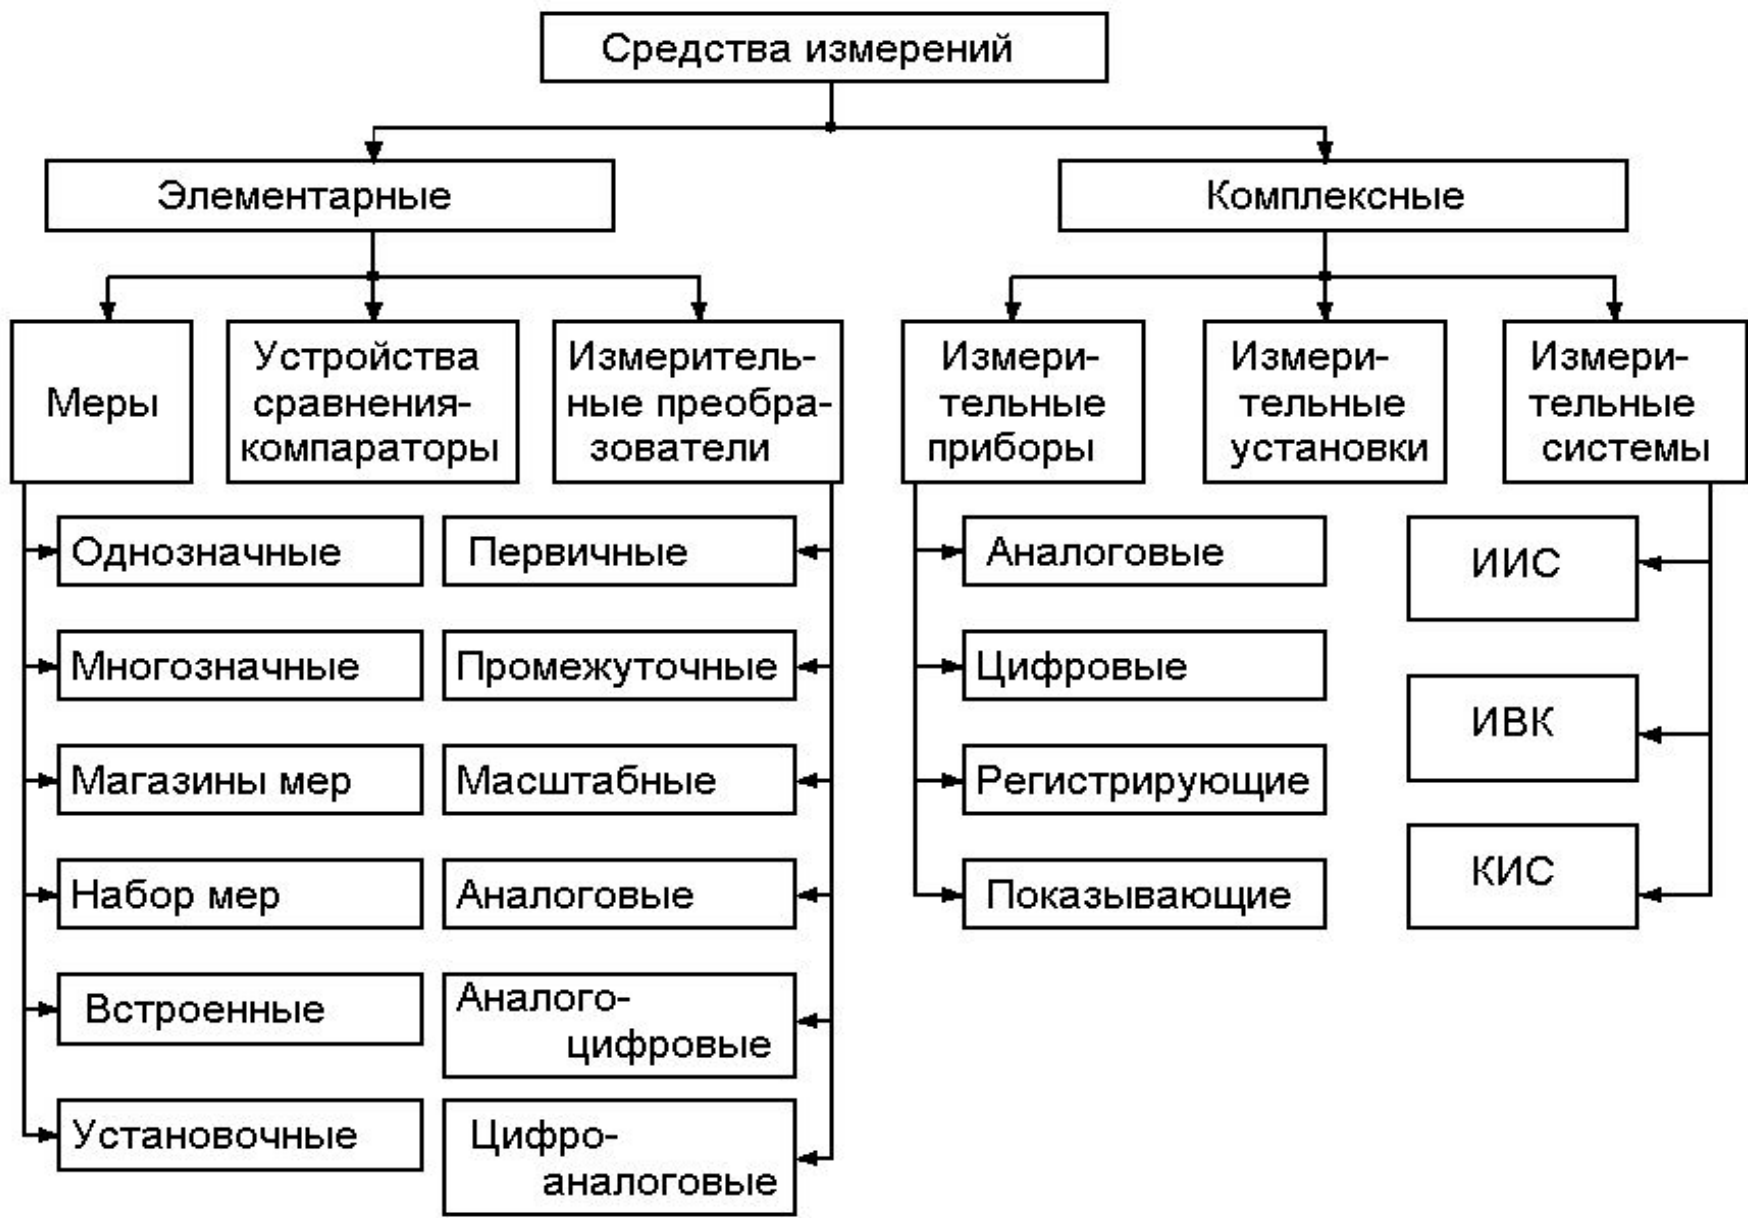 Средства измерений
Элементарные
Комплексные
Меры
Устройства
сравнения-
компараторы
Измеритель-
ные преобра-
зователи
Измери-
тельные
приборы
Измери-
тельные
установки
Измери-
тельные
системы
Однозначные
Многозначные
Магазины мер
Набор мер
Встроенные
Установочные
Первичные
Промежуточные
Масштабные
Аналоговые
Аналого-
цифровые
Цифро-
аналоговые
Аналоговые
Цифровые
Регистрирующие
Показывающие
ИИС
ИВК
КИС